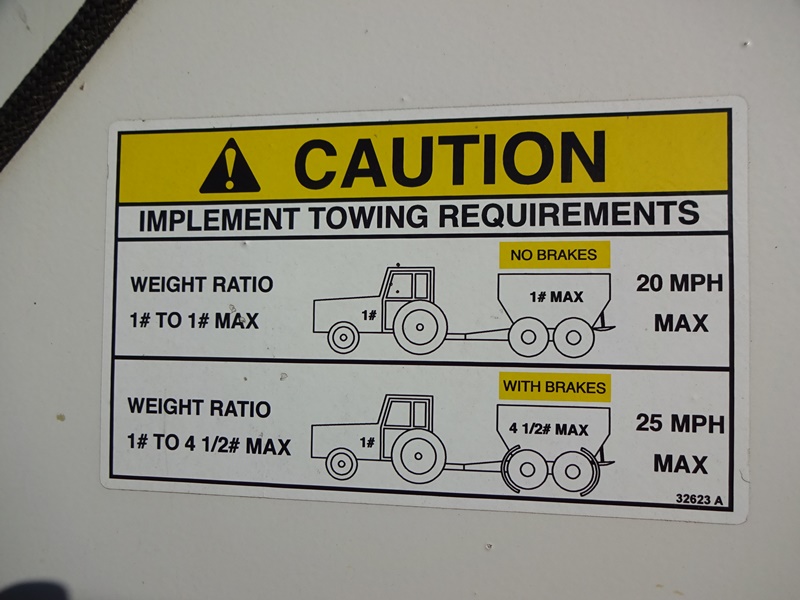 CAUTION
IMPLEMENT TOWING REQUIREMENTS
WEIGHT RATIO
1# TO 1# MAX
1#
NO BRAKES
1# MAX
20 MPH
MAX
WEIGHT RATIO
1# TO 4 1/2# MAX
1#
WITH BRAKES
4 1/2# MAX
25 MPH
MAX
32623 A